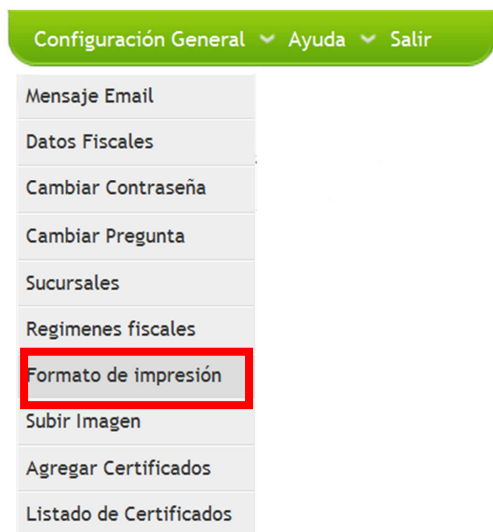 Configuración General Ayuda Salir
Mensaje Email
Datos Fiscales
Cambiar Contraseña
Cambiar Pregunta
Sucursales
Regimenes fiscales
Formato de impresión
Subir Imagen
Agregar Certificados
Listado de Certificados